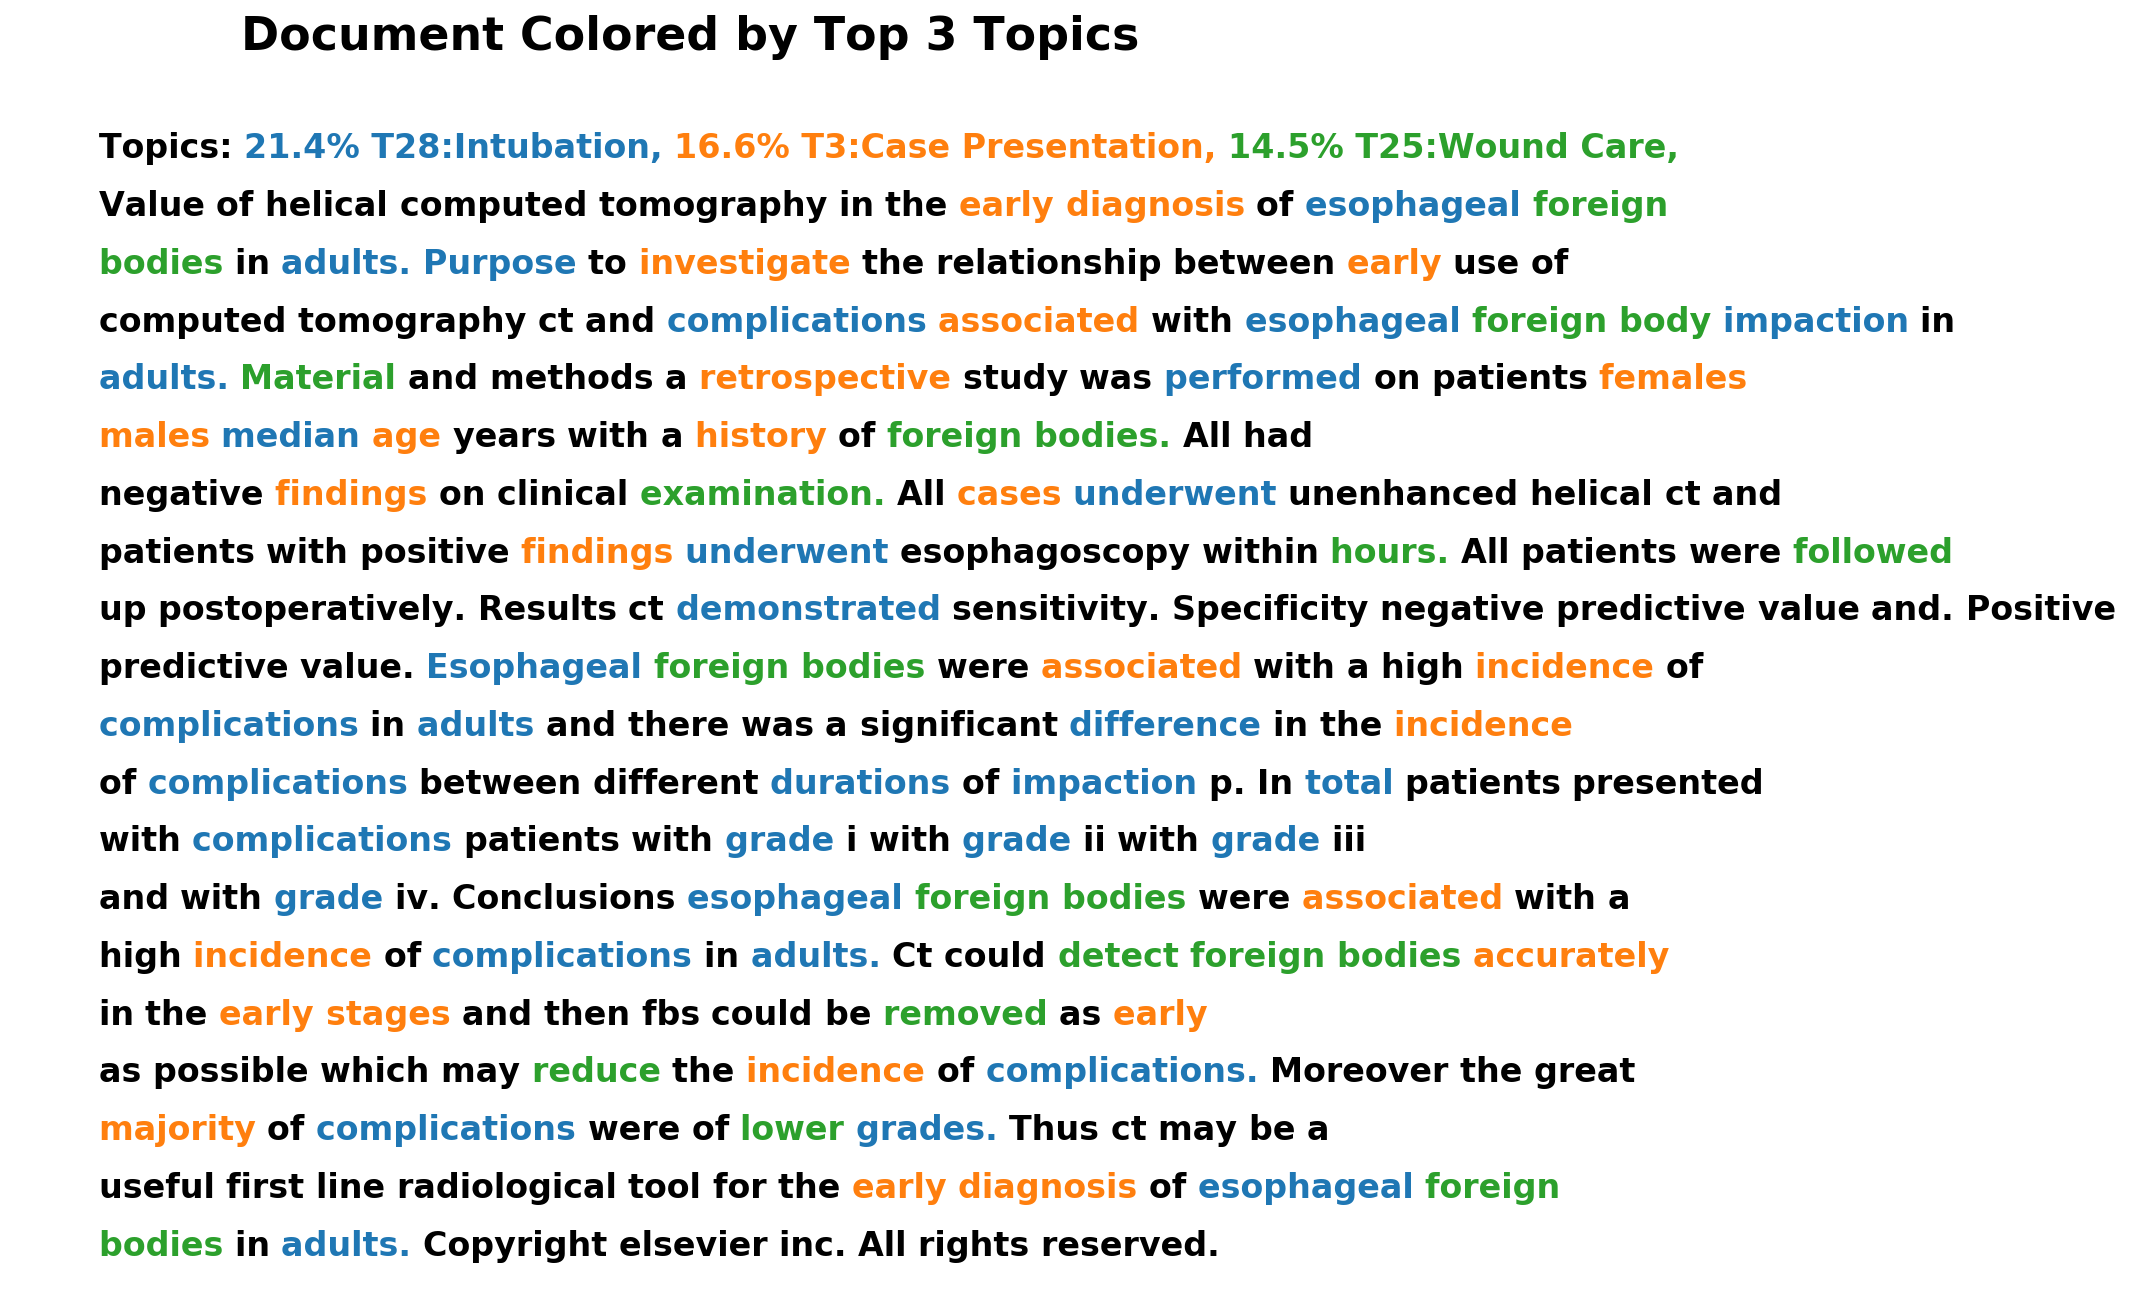 Document Colored by Top 3 Topics
Topics: 21.4% T28:Intubation, 16.6% T3:Case Presentation, 14.5% T25:Wound Care,
Value of helical computed tomography in the early diagnosis of esophageal foreign
bodies in adults. Purpose to investigate the relationship between early use of
computed tomography ct and complications associated with esophageal foreign body impaction in
adults. Material and methods a retrospective study was performed on patients females
males median age years with a history of foreign bodies. All had
negative findings on clinical examination. All cases underwent unenhanced helical ct and
patients with positive findings underwent esophagoscopy within hours. All patients were followed
up postoperatively. Results ct demonstrated sensitivity. Specificity negative predictive value and. Positive
predictive value. Esophageal foreign bodies were associated with a high incidence of
complications in adults and there was a significant difference in the incidence
of complications between different durations of impaction p. In total patients presented
with complications patients with grade i with grade ii with grade iii
and with grade iv. Conclusions esophageal foreign bodies were associated with a
high incidence of complications in adults. Ct could detect foreign bodies accurately
in the early stages and then fbs could be removed as early
as possible which may reduce the incidence of complications. Moreover the great
majority of complications were of lower grades. Thus ct may be a
useful first line radiological tool for the early diagnosis of esophageal foreign
bodies in adults. Copyright elsevier inc. All rights reserved.